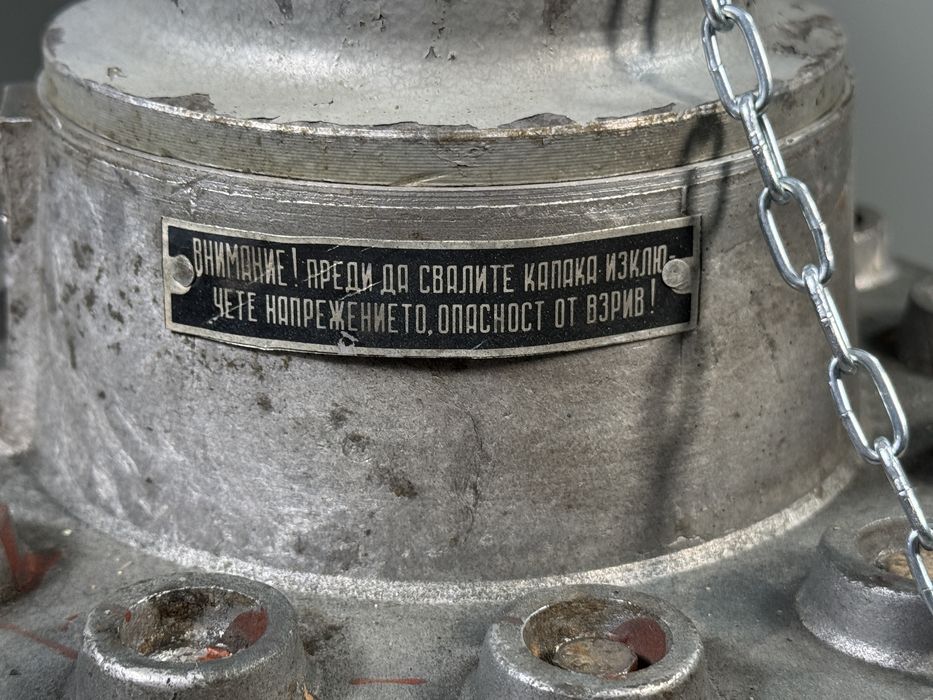 ВНИМАНИЕ! ПРЕДИ ДА СВАЛИТЕ КАПАКА ИЗКЛЮ-
ЧЕТЕ НАПРЕЖЕНИЕТО, ОПАСНОСТ ОТ ВЗРИВ!